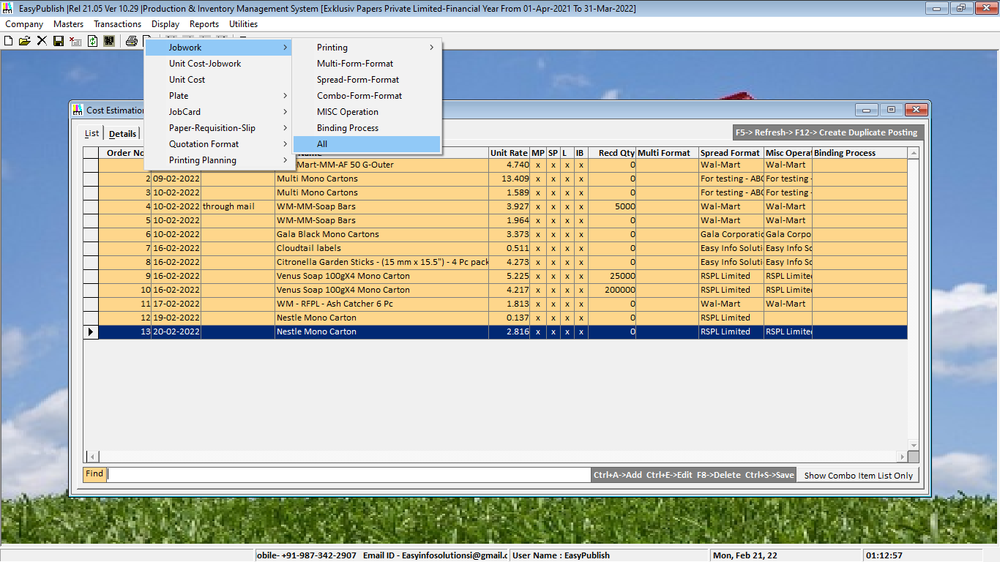 EasyPublish |Rel 21.05 Ver 10.29 |Production & Inventory Management System [Exklusiv Papers Private Limited-Financial Year From 01-Apr-2021 To 31-Mar-2022]
Company Masters Transactions Display Reports Utilities
Jobwork
Unit Cost-Jobwork
Unit Cost
Plate
JobCard
Paper-Requisition-Slip
Quotation Format
Printing Planning
Printing
Multi-Form-Format
Spread-Form-Format
Combo-Form-Format
MISC Operation
Binding Process
All
Cost Estimation
List Details
F5-> Refresh-> F12-> Create Duplicate Posting
Order No Name Unit Rate MP SP L IB Recd Qty Multi Format Spread Format Misc Operat Binding Process
Mart-MM-AF 50 G-Outer 4.740 x x x x 0 Wal-Mart Wal-Mart
2 09-02-2022 Multi Mono Cartons 13.409 x x x x 0 For testing - ABC For testing -
3 10-02-2022 Multi Mono Cartons 1.589 x x x x 0 For testing - ABC For testing -
4 10-02-2022 through mail WM-MM-Soap Bars 3.927 x x x x 5000 Wal-Mart Wal-Mart
5 10-02-2022 WM-MM-Soap Bars 1.964 x x x x 0 Wal-Mart Wal-Mart
6 10-02-2022 Gala Black Mono Cartons 3.373 x x x x 0 Gala Corporatio Gala Corpo
7 16-02-2022 Cloudtail labels 0.511 x x x x 0 Easy Info Soluti Easy Info So
8 16-02-2022 Citronella Garden Sticks - (15 mm x 15.5") - 4 Pc pack 4.273 x x x x 0 Easy Info Soluti Easy Info So
9 16-02-2022 Venus Soap 100gX4 Mono Carton 5.225 x x x x 25000 RSPL Limited RSPL Limited
10 16-02-2022 Venus Soap 100gX4 Mono Carton 4.217 x x x x 200000 RSPL Limited RSPL Limited
11 17-02-2022 WM - RFPL - Ash Catcher 6 Pc 1.813 x x x x 0 Wal-Mart Wal-Mart
12 19-02-2022 Nestle Mono Carton 0.137 x x x x 0 RSPL Limited
13 20-02-2022 Nestle Mono Carton 2.816 x x x x 0 RSPL Limited RSPL Limited
Find Ctrl+A->Add Ctrl+E->Edit F8->Delete Ctrl+S->Save Show Combo Item List Only
obile- +91-987-342-2907 Email ID - Easyinfosolutionsi@gmail.c User Name : EasyPublish Mon, Feb 21, 22 01:12:57